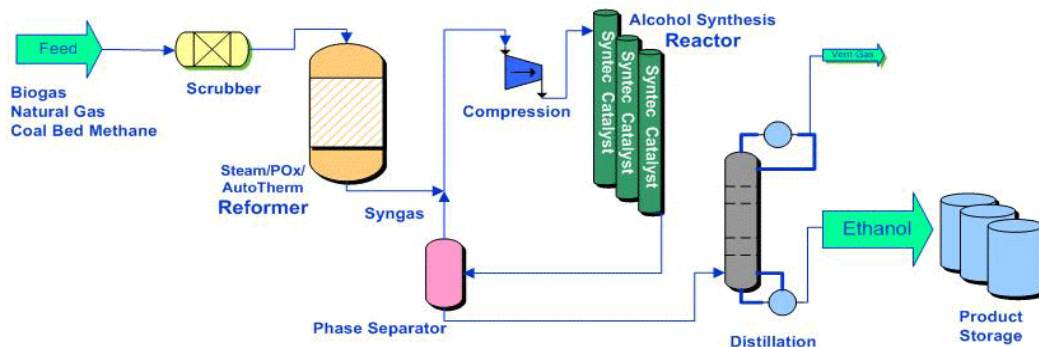 Feed
Biogas
Natural Gas
Coal Bed Methane
Scrubber
Steam/POx/
AutoTherm
Reformer
Syngas
Compression
Alcohol Synthesis
Reactor
Syntec Catalyst
Syntec Catalyst
Syntec Catalyst
Phase Separator
Vent Gas
Distillation
Ethanol
Product
Storage